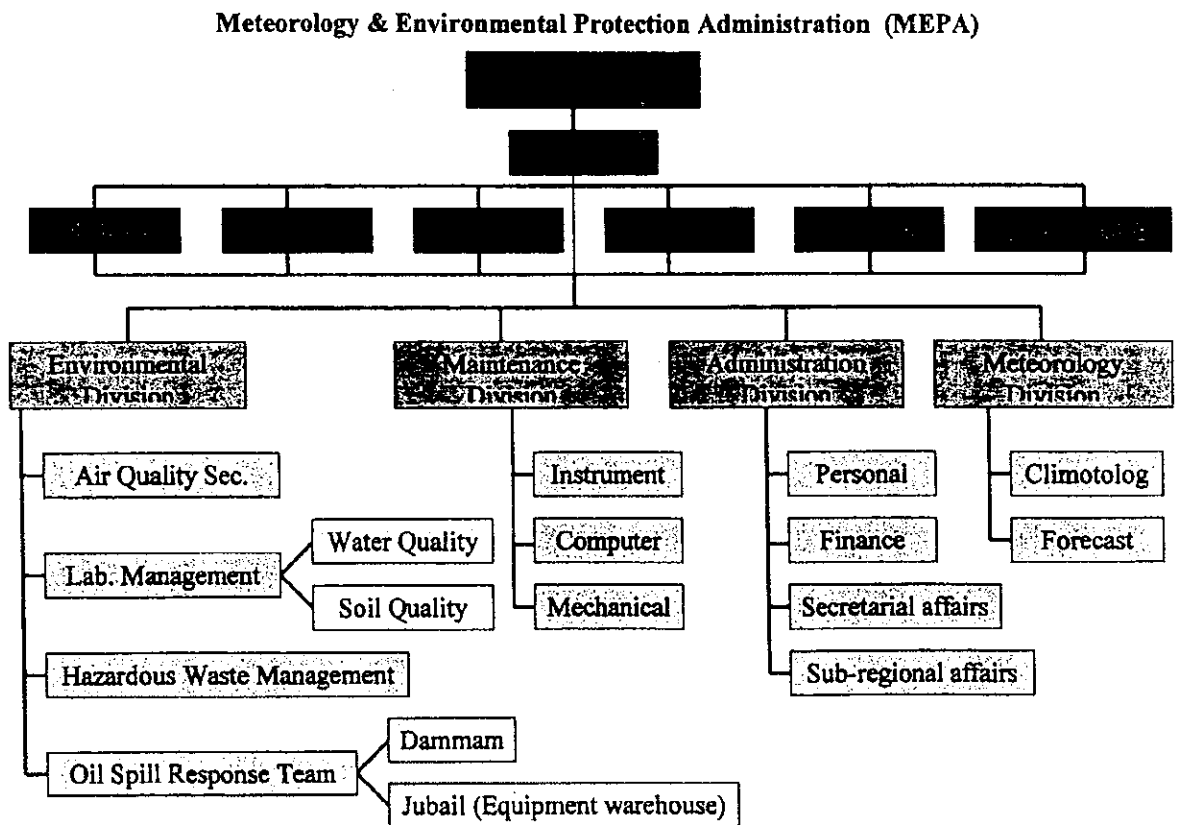 Meteorology & Environmental Protection Administration (MEPA)
Environmental
Division
Maintenance
Division
Administration
Division
Meteorology
Division
Air Quality Sec.
Lab. Management
Water Quality
Soil Quality
Hazardous Waste Management
Oil Spill Response Team
Dammam
Jubail (Equipment warehouse)
Instrument
Computer
Mechanical
Personal
Finance
Secretarial affairs
Sub-regional affairs
Climotolog
Forecast